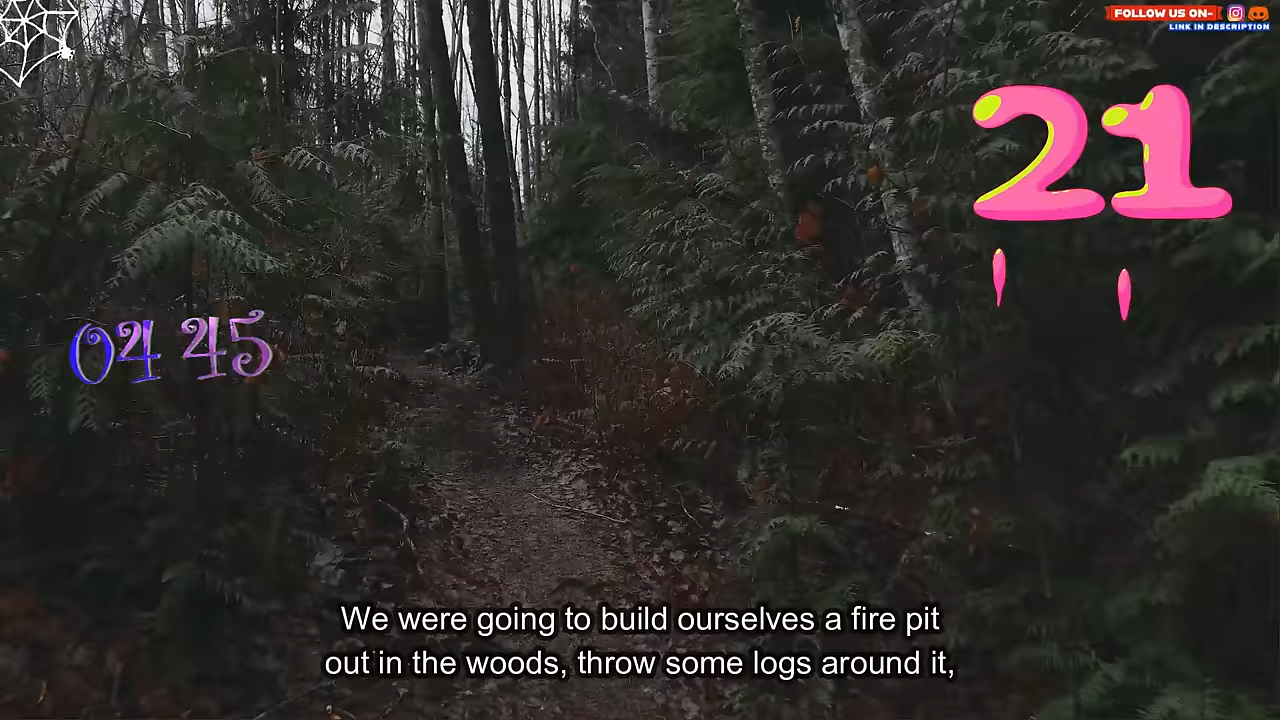 FOLLOW US ON-
LINK IN DESCRIPTION
21
04 45
We were going to build ourselves a fire pit
out in the woods, throw some logs around it,